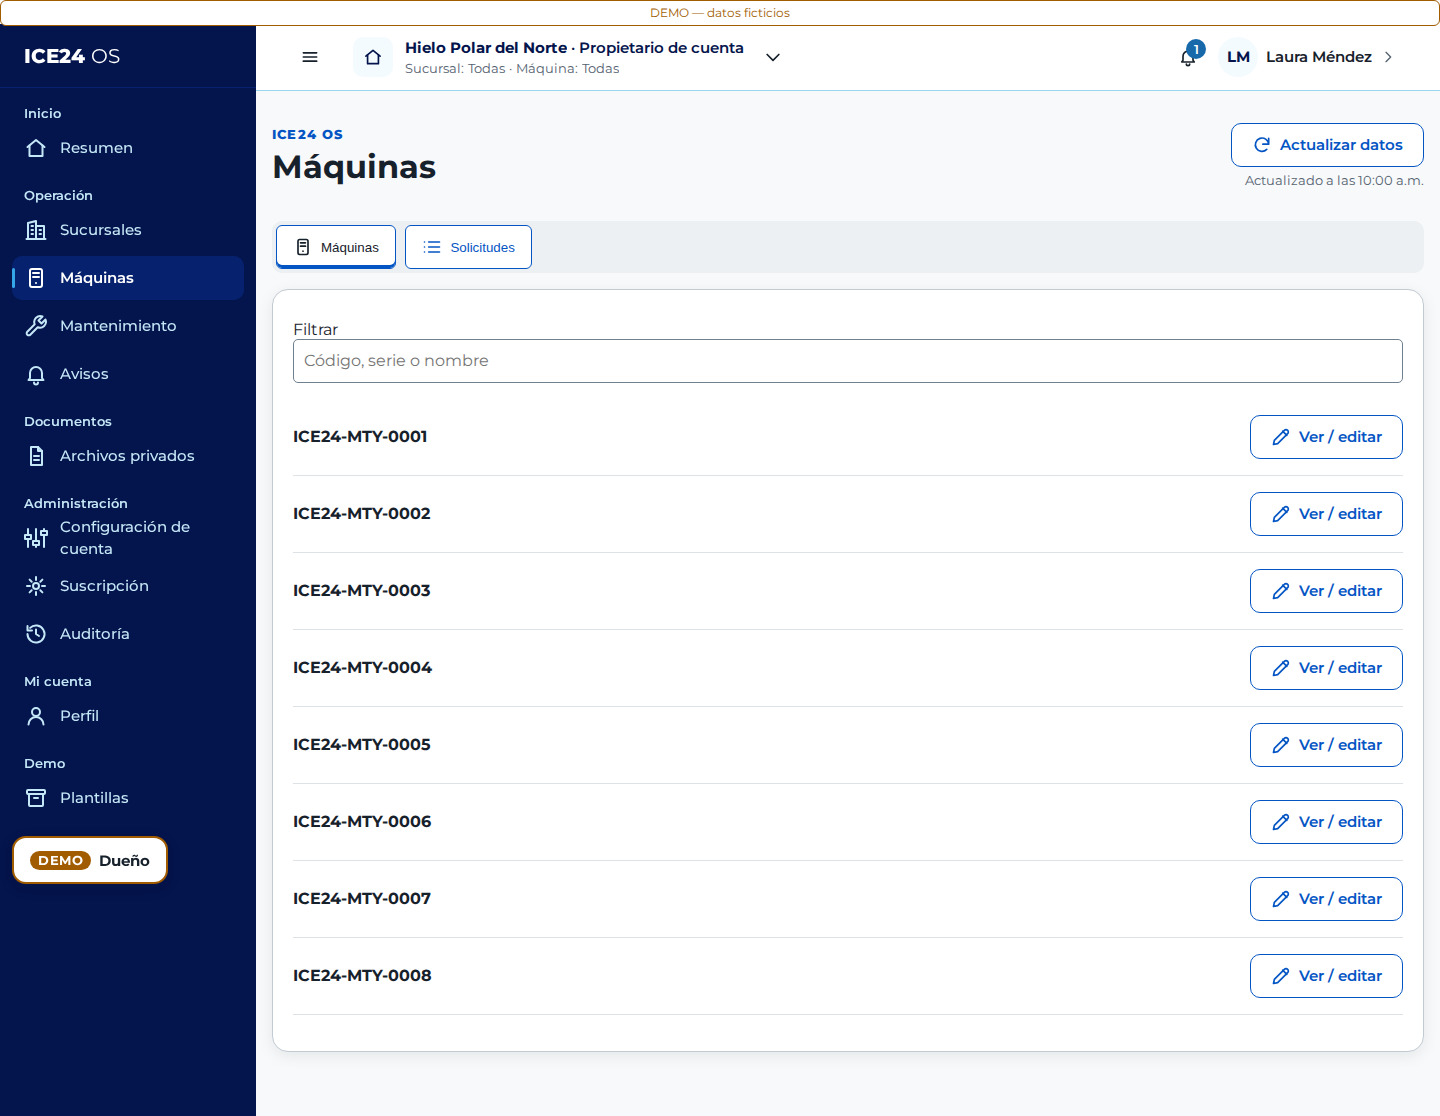 DEMO — datos ficticios
ICE24 OS
Inicio
Resumen
Operación
Sucursales
Máquinas
Mantenimiento
Avisos
Documentos
Archivos privados
Administración
Configuración de
cuenta
Suscripción
Auditoría
Mi cuenta
Perfil
Demo
Plantillas
DEMO Dueño
Hielo Polar del Norte · Propietario de cuenta
Sucursal: Todas · Máquina: Todas
1
LM Laura Méndez
ICE24 OS
Máquinas
Actualizar datos
Actualizado a las 10:00 a.m.
Máquinas
Solicitudes
Filtrar
Código, serie o nombre
ICE24-MTY-0001 Ver / editar
ICE24-MTY-0002 Ver / editar
ICE24-MTY-0003 Ver / editar
ICE24-MTY-0004 Ver / editar
ICE24-MTY-0005 Ver / editar
ICE24-MTY-0006 Ver / editar
ICE24-MTY-0007 Ver / editar
ICE24-MTY-0008 Ver / editar